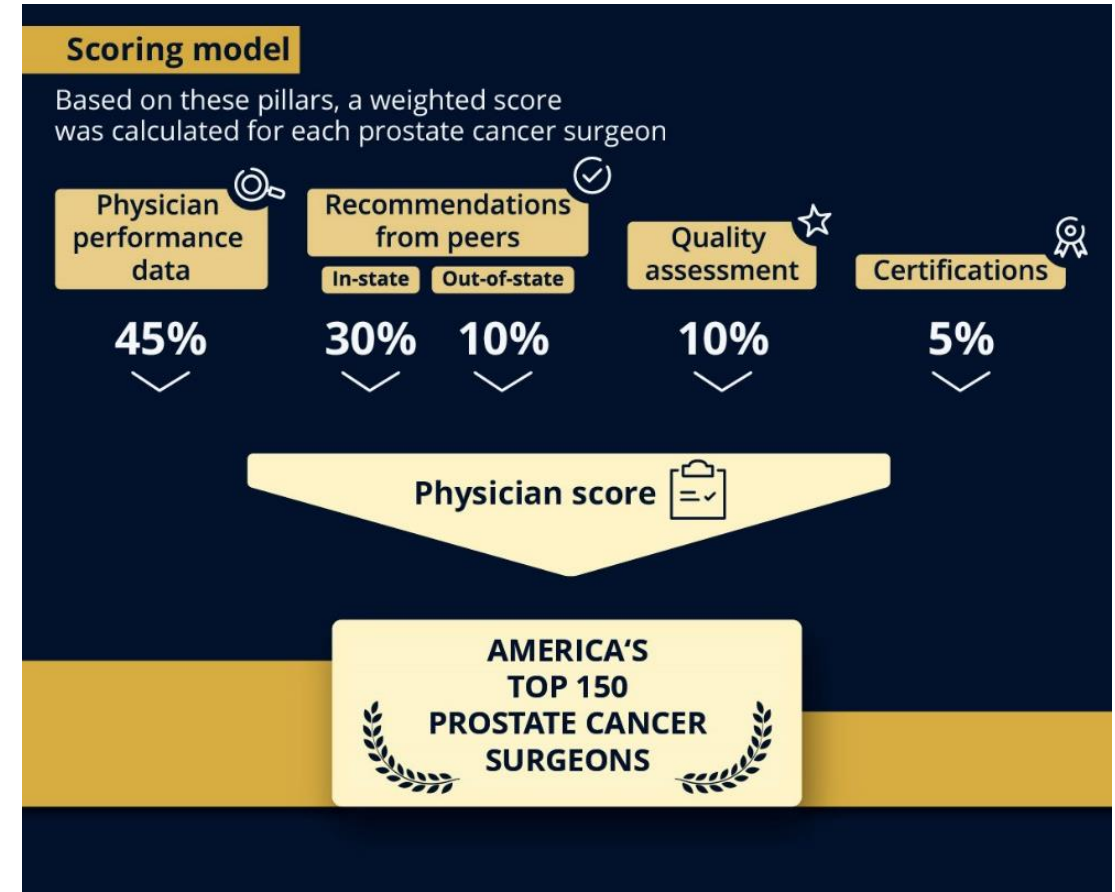 Scoring model
Based on these pillars, a weighted score
was calculated for each prostate cancer surgeon
Physician
performance
data
45%
Recommendations
from peers
In-state Out-of-state
30% 10%
Quality
assessment
10%
Certifications
5%
Physician score
AMERICA‘S
TOP 150
PROSTATE CANCER
SURGEONS